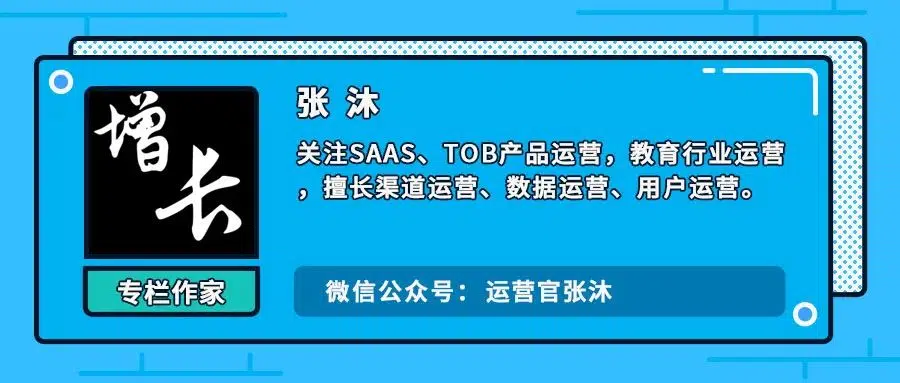 增长
专栏作家
张 沐
关注SAAS、TOB产品运营，教育行业运营
，擅长渠道运营、数据运营、用户运营。
微信公众号： 运营官张沐